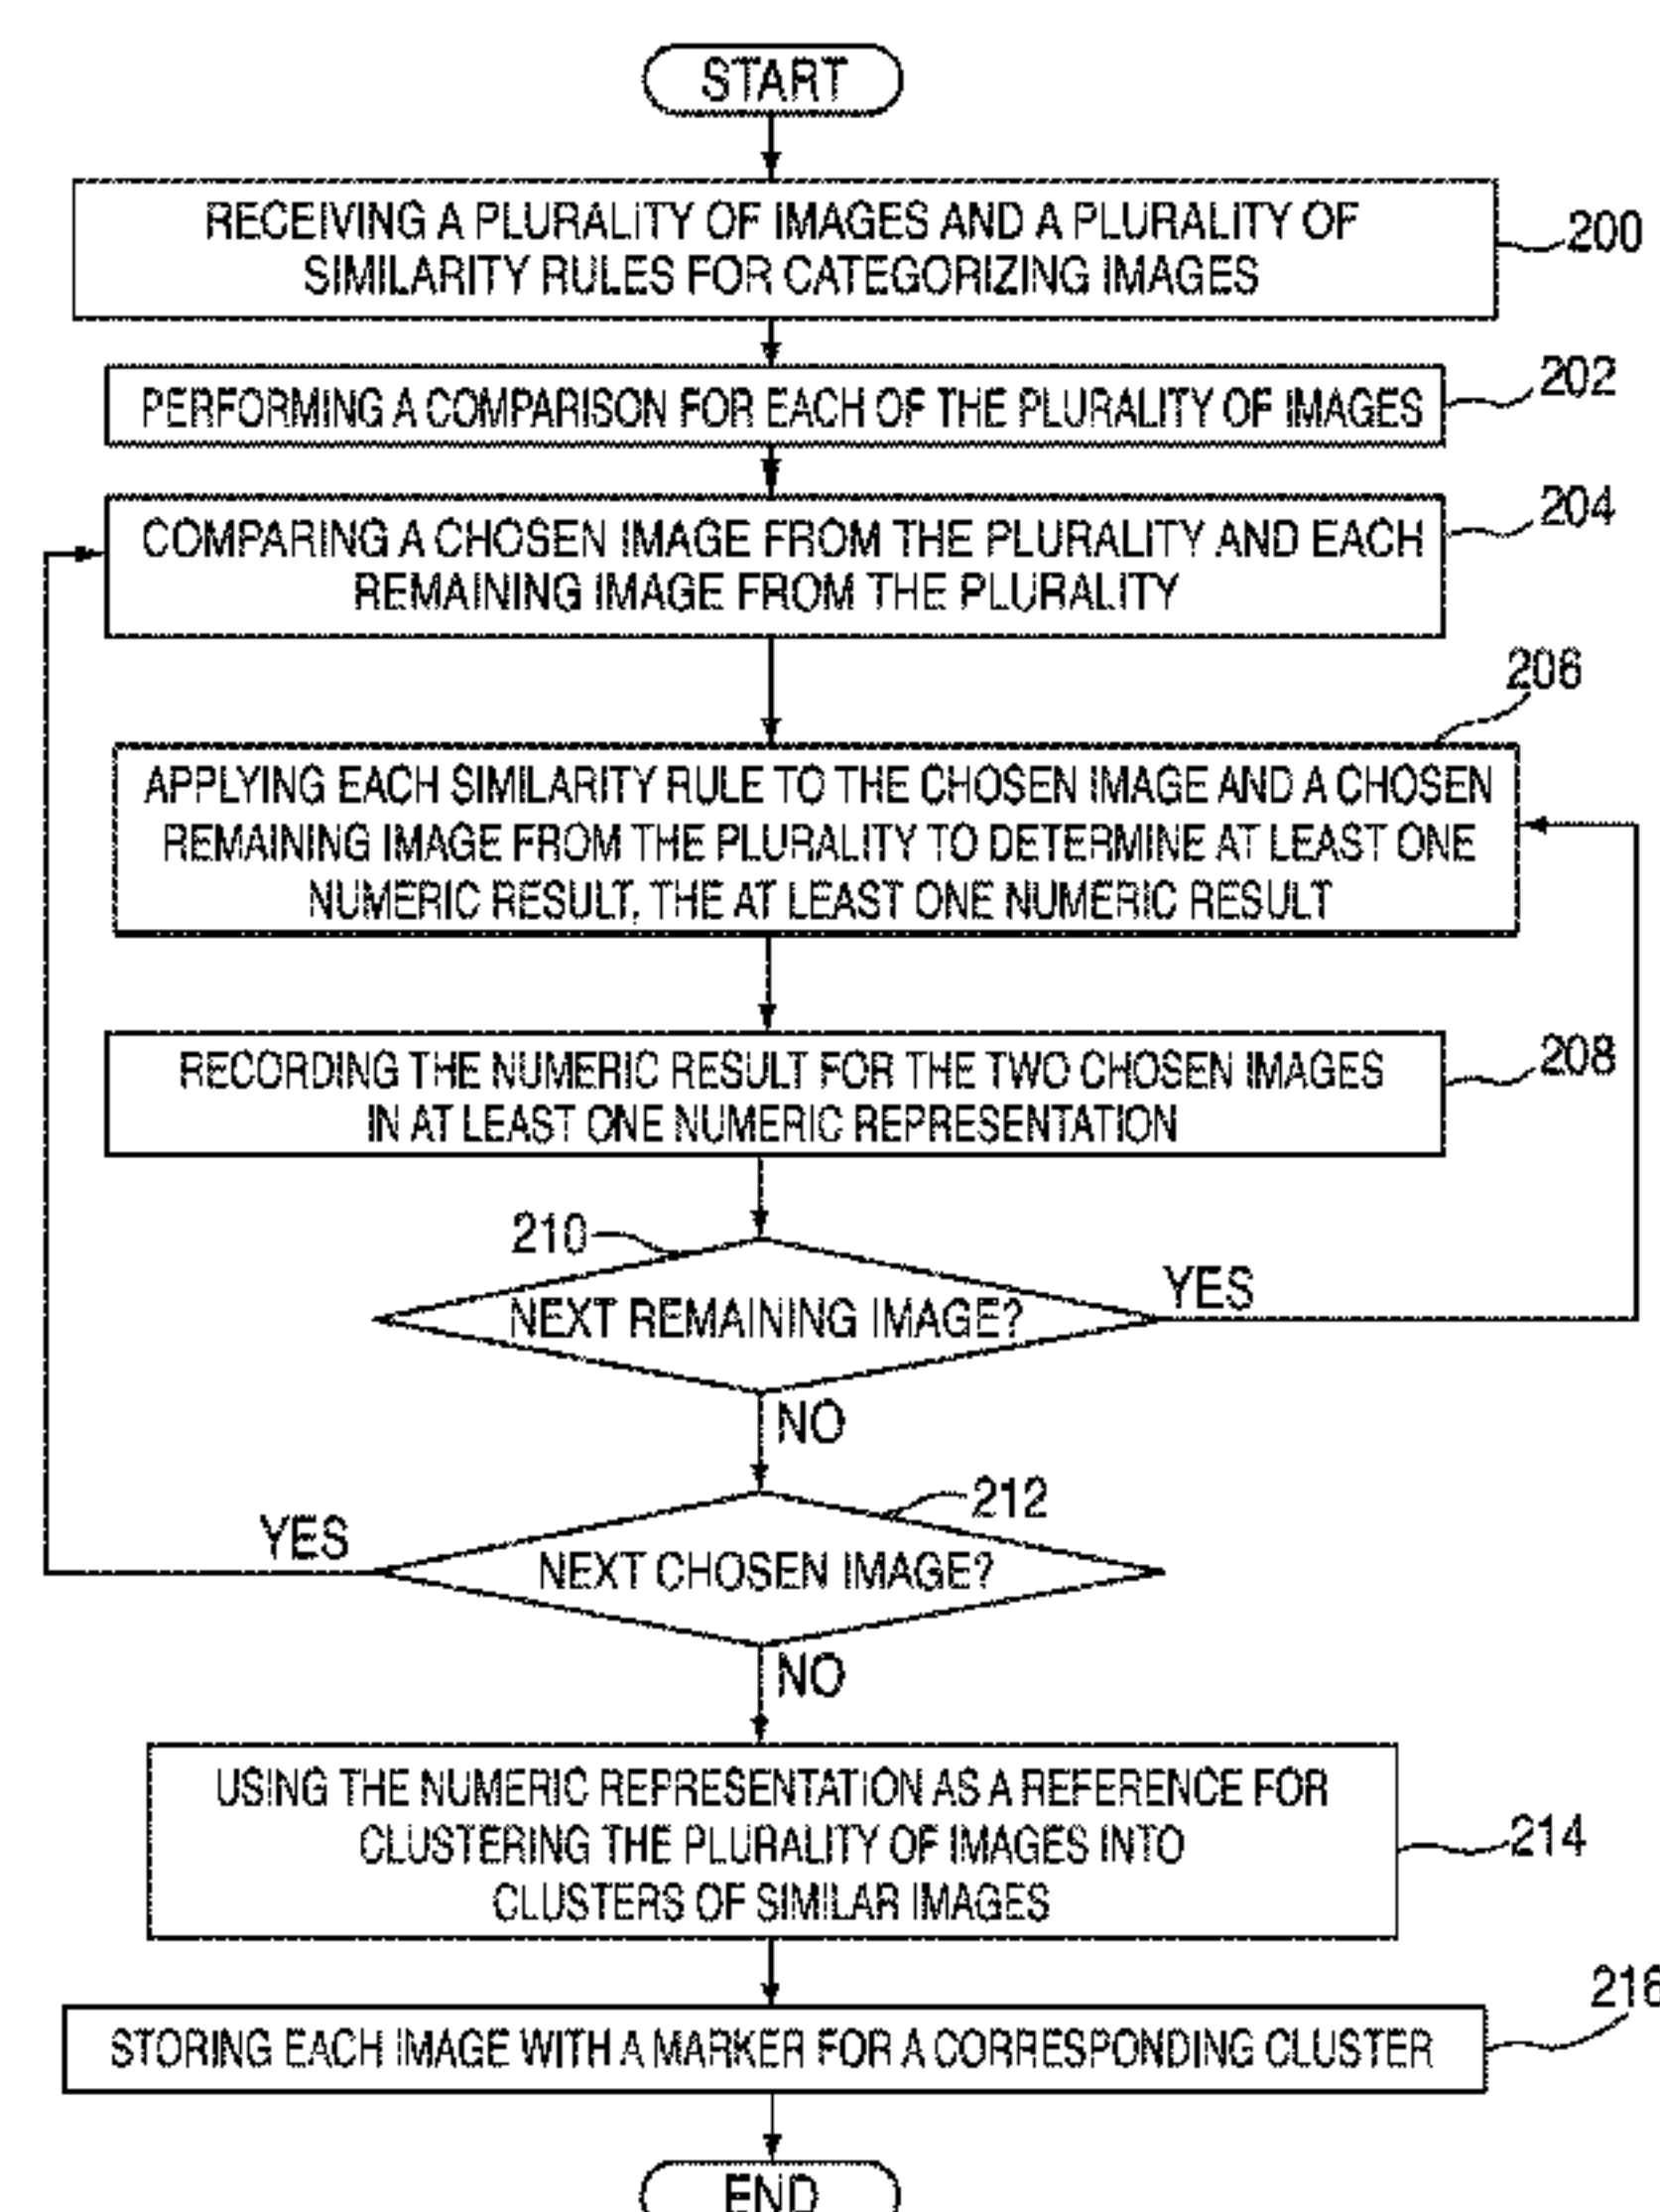 START
RECEIVING A PLURALITY OF IMAGES AND A PLURALITY OF
SIMILARITY RULES FOR CATEGORIZING IMAGES
200
PERFORMING A COMPARISON FOR EACH OF THE PLURALITY OF IMAGES
202
COMPARING A CHOSEN IMAGE FROM THE PLURALITY AND EACH
REMAINING IMAGE FROM THE PLURALITY
204
206
APPLYING EACH SIMILARITY RULE TO THE CHOSEN IMAGE AND A CHOSEN
REMAINING IMAGE FROM THE PLURALITY TO DETERMINE AT LEAST ONE
NUMERIC RESULT, THE AT LEAST ONE NUMERIC RESULT
RECORDING THE NUMERIC RESULT FOR THE TWO CHOSEN IMAGES
IN AT LEAST ONE NUMERIC REPRESENTATION
208
210
NEXT REMAINING IMAGE?
YES
NO
212
NEXT CHOSEN IMAGE?
YES
NO
USING THE NUMERIC REPRESENTATION AS A REFERENCE FOR
CLUSTERING THE PLURALITY OF IMAGES INTO
CLUSTERS OF SIMILAR IMAGES
214
216
STORING EACH IMAGE WITH A MARKER FOR A CORRESPONDING CLUSTER
END